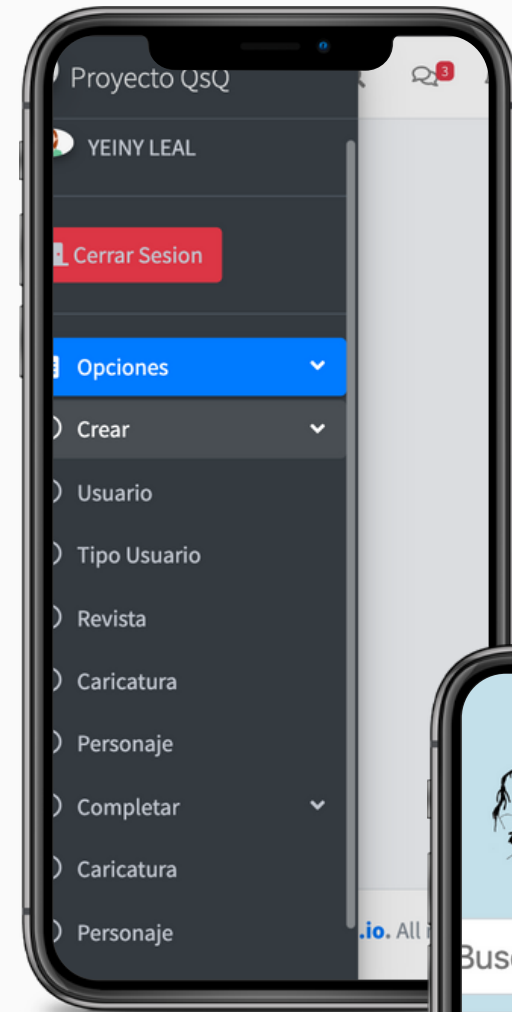 Proyecto QsQ
3
YEINY LEAL
Cerrar Sesion
Opciones
Crear
Usuario
Tipo Usuario
Revista
Caricatura
Personaje
Completar
Caricatura
Personaje
.io. All